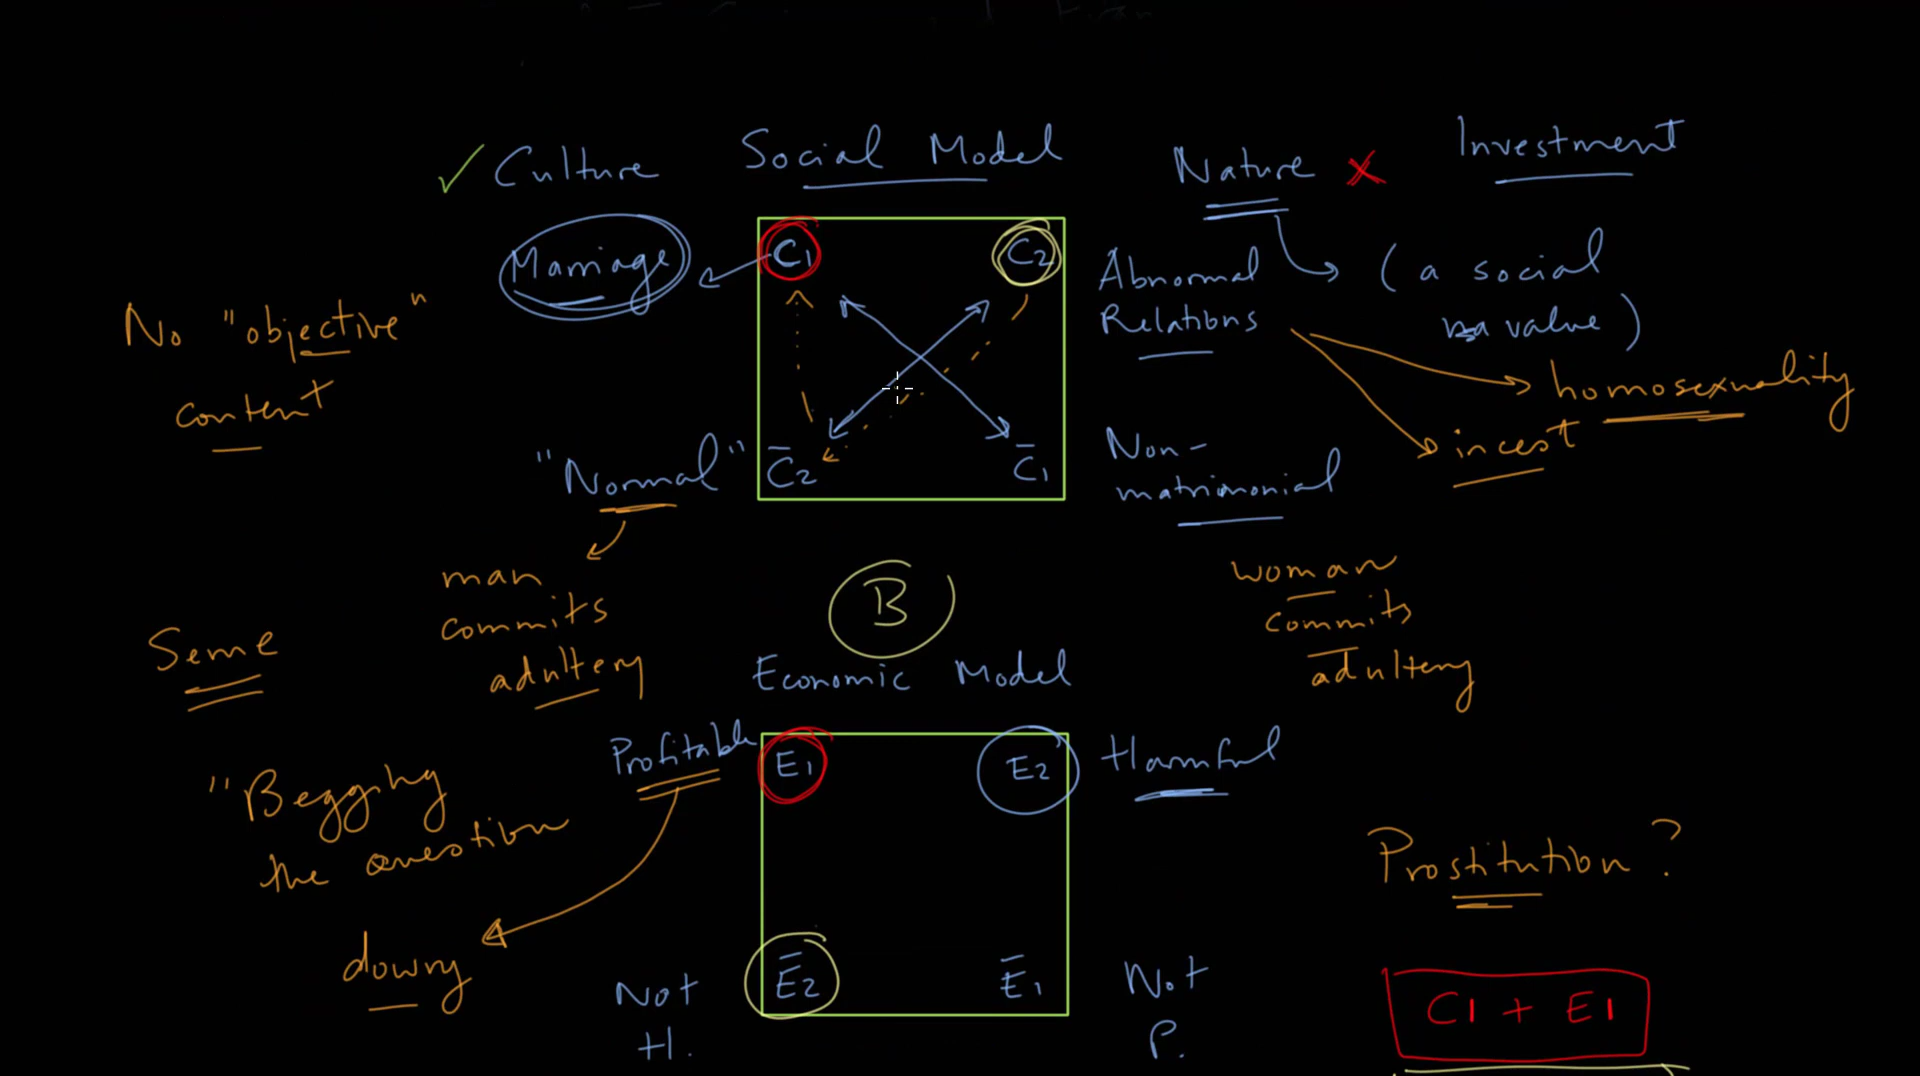 Culture
Social Model
Nature
Investment
Marriage
C1
C2
Abnormal
Relations
(a social
value)
No "objective"
content
homosexuality
incest
"Normal"
C̅2
C̅1
Non-
matrimonial
man
commits
adultery
B
woman
commits
adultery
Seme
Economic Model
Profitable
E1
E2
Harmful
"Begging
the question
Prostitution?
dowry
Not
H.
E̅2
E̅1
Not
P.
C1 + E1